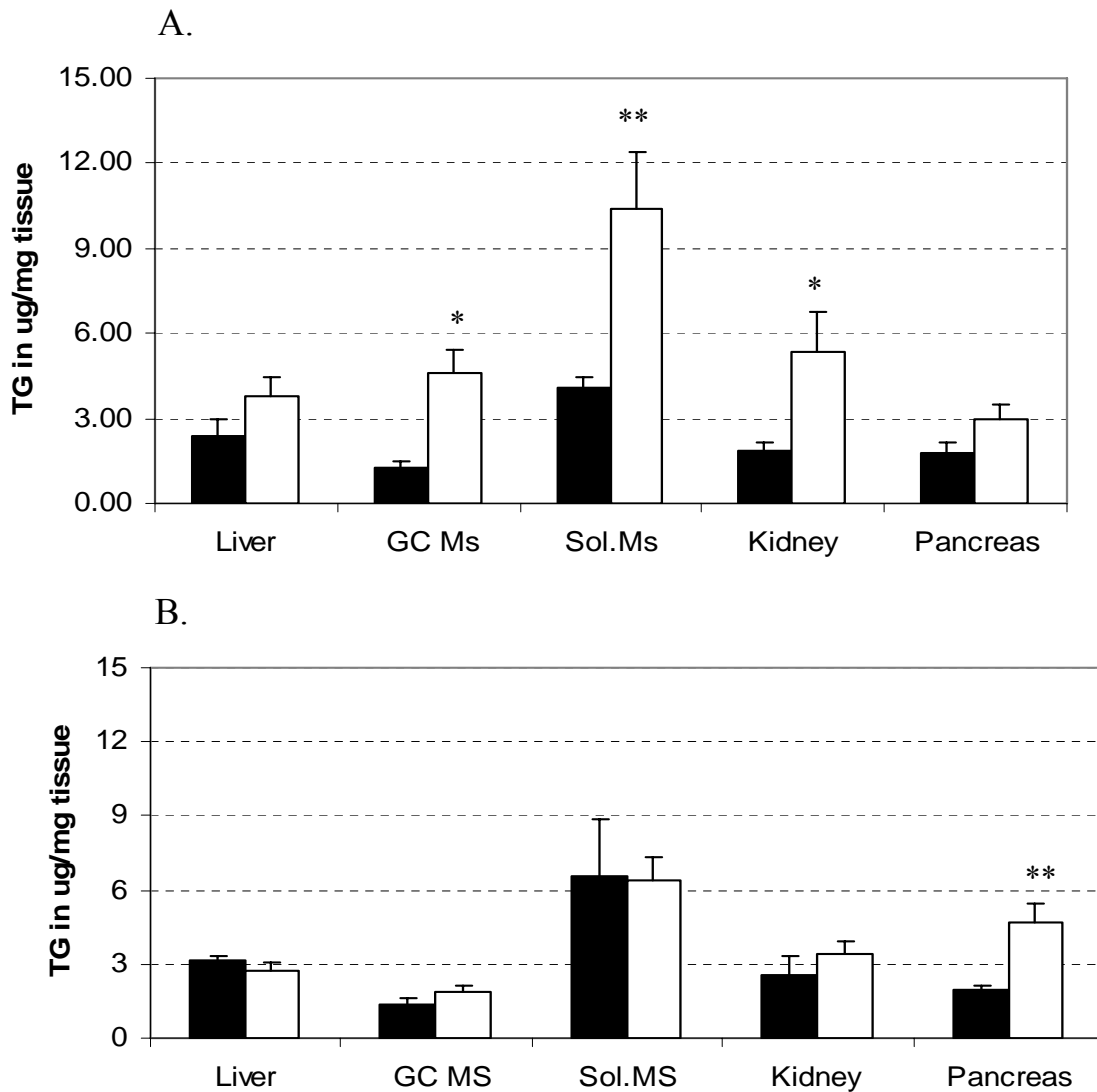 A.
15.00
12.00
9.00
6.00
3.00
0.00
TG in ug/mg tissue
**
*
*
Liver GC Ms Sol.Ms Kidney Pancreas
B.
15
12
9
6
3
0
TG in ug/mg tissue
**
Liver GC MS Sol.MS Kidney Pancreas